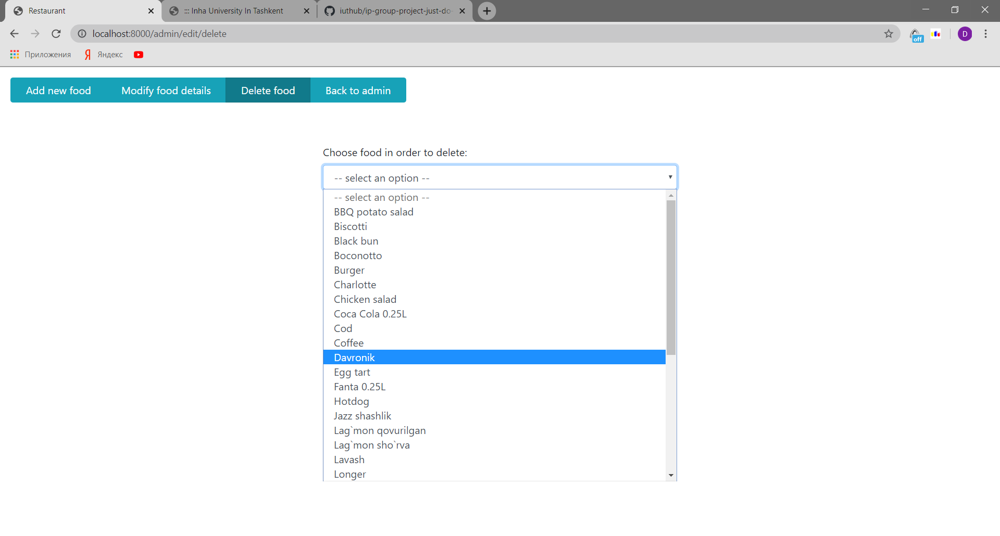 Restaurant
::: Inha University In Tashkent
iuthub/ip-group-project-just-do-
localhost:8000/admin/edit/delete
off
D
Приложения
Я Яндекс
Add new food
Modify food details
Delete food
Back to admin
Choose food in order to delete:
-- select an option --
-- select an option --
BBQ potato salad
Biscotti
Black bun
Boconotto
Burger
Charlotte
Chicken salad
Coca Cola 0.25L
Cod
Coffee
Davronik
Egg tart
Fanta 0.25L
Hotdog
Jazz shashlik
Lag`mon qovurilgan
Lag`mon sho`rva
Lavash
Longer